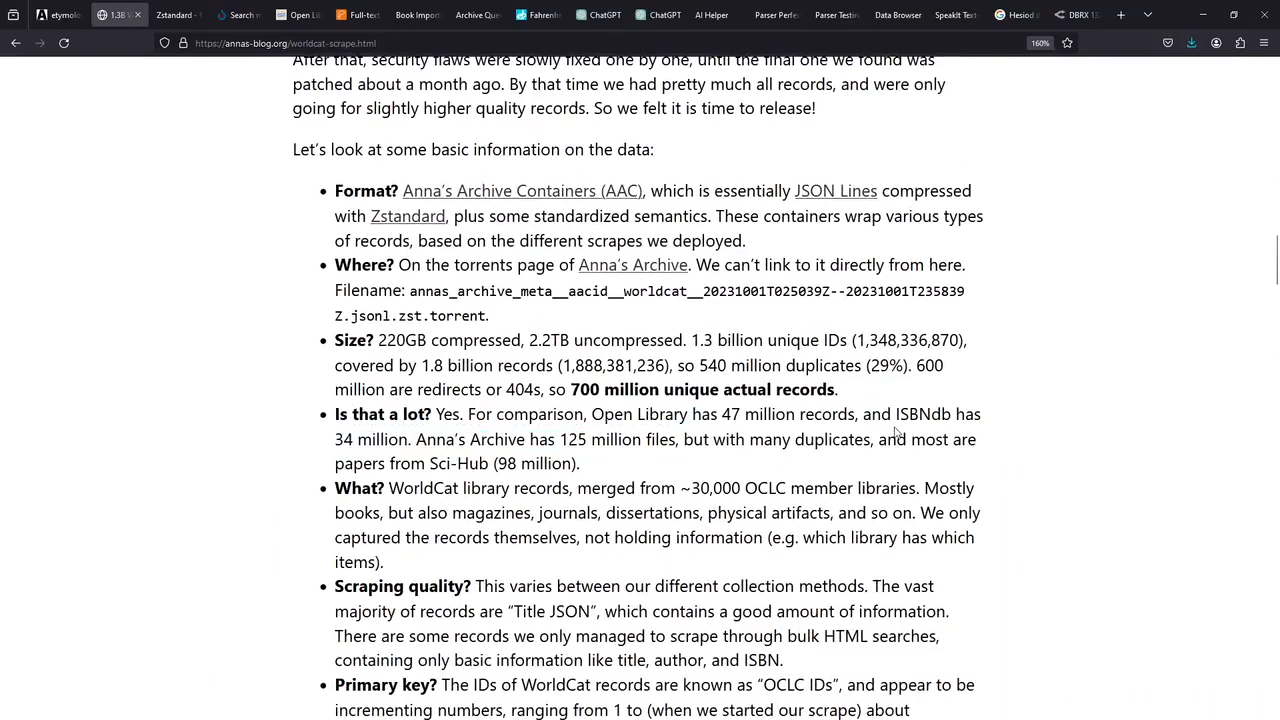 etymolo
1.3B W
Zstandard -
Search r
Open Lib
Full-text
Book Impor
Archive Que
Fahrenhe
ChatGPT
ChatGPT
AI Helper
Parser Perfec
Parser Testing
Data Browser
SpeakIt Text-
Hesiod d
DBRX 13
https://annas-blog.org/worldcat-scrape.html
160%
After that, security flaws were slowly fixed one by one, until the final one we found was
patched about a month ago. By that time we had pretty much all records, and were only
going for slightly higher quality records. So we felt it is time to release!
Let's look at some basic information on the data:
• Format? Anna's Archive Containers (AAC), which is essentially JSON Lines compressed
with Zstandard, plus some standardized semantics. These containers wrap various types
of records, based on the different scrapes we deployed.
• Where? On the torrents page of Anna's Archive. We can't link to it directly from here.
Filename: annas_archive_meta__aacid__worldcat__20231001T025039Z--20231001T235839
Z.jsonl.zst.torrent.
• Size? 220GB compressed, 2.2TB uncompressed. 1.3 billion unique IDs (1,348,336,870),
covered by 1.8 billion records (1,888,381,236), so 540 million duplicates (29%). 600
million are redirects or 404s, so 700 million unique actual records.
• Is that a lot? Yes. For comparison, Open Library has 47 million records, and ISBNdb has
34 million. Anna's Archive has 125 million files, but with many duplicates, and most are
papers from Sci-Hub (98 million).
• What? WorldCat library records, merged from ~30,000 OCLC member libraries. Mostly
books, but also magazines, journals, dissertations, physical artifacts, and so on. We only
captured the records themselves, not holding information (e.g. which library has which
items).
• Scraping quality? This varies between our different collection methods. The vast
majority of records are “Title JSON”, which contains a good amount of information.
There are some records we only managed to scrape through bulk HTML searches,
containing only basic information like title, author, and ISBN.
• Primary key? The IDs of WorldCat records are known as “OCLC IDs”, and appear to be
incrementing numbers, ranging from 1 to (when we started our scrape) about